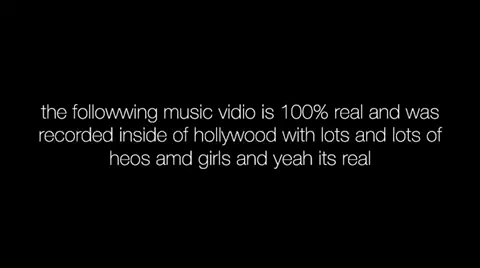 the followwing music vidio is 100% real and was
recorded inside of hollywood with lots and lots of
heos amd girls and yeah its real